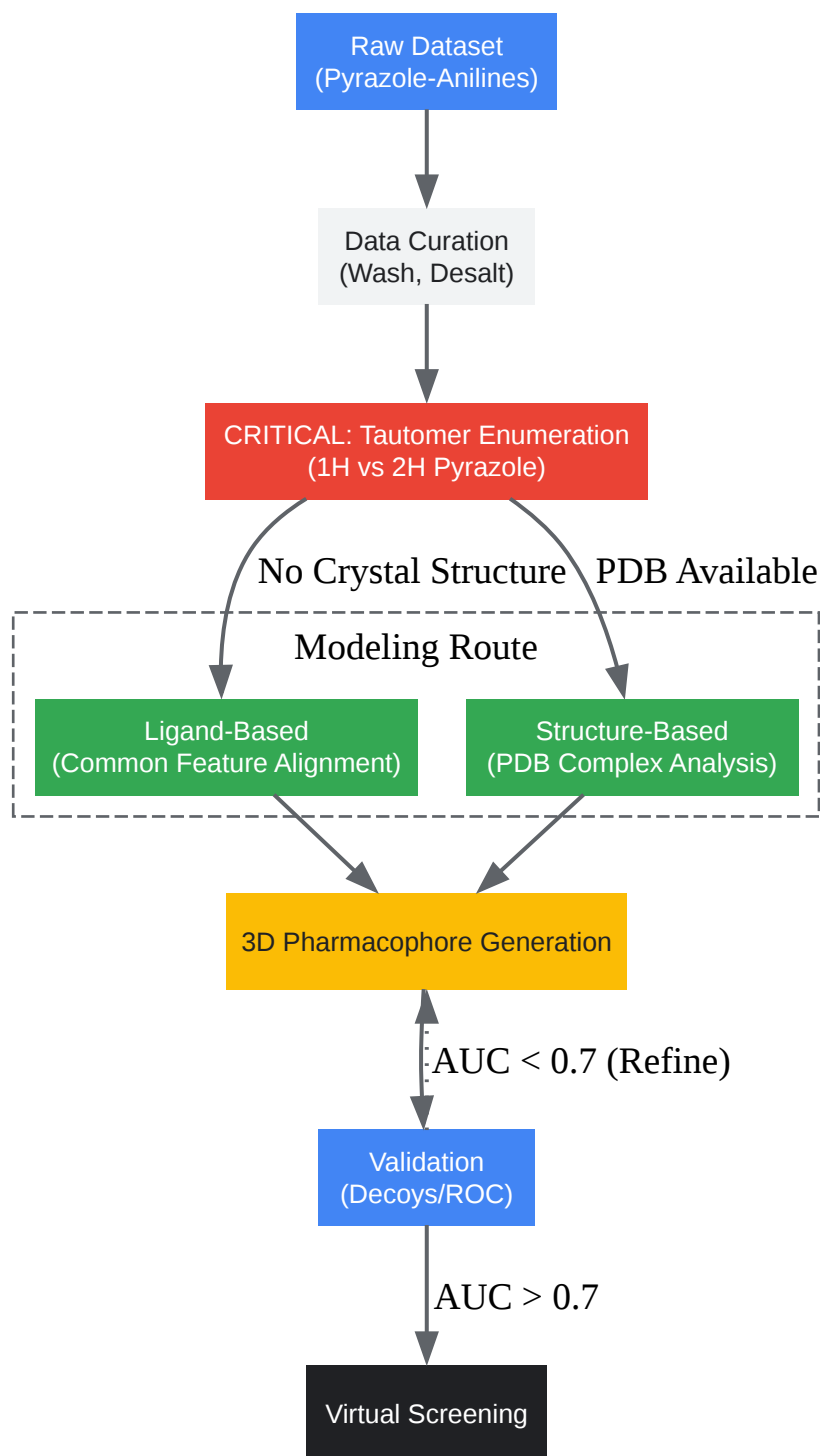 Raw Dataset
(Pyrazole-Anilines)
Data Curation
(Wash, Desalt)
CRITICAL: Tautomer Enumeration
(1H vs 2H Pyrazole)
No Crystal Structure
PDB Available
Modeling Route
Ligand-Based
(Common Feature Alignment)
Structure-Based
(PDB Complex Analysis)
3D Pharmacophore Generation
AUC < 0.7 (Refine)
Validation
(Decoys/ROC)
AUC > 0.7
Virtual Screening